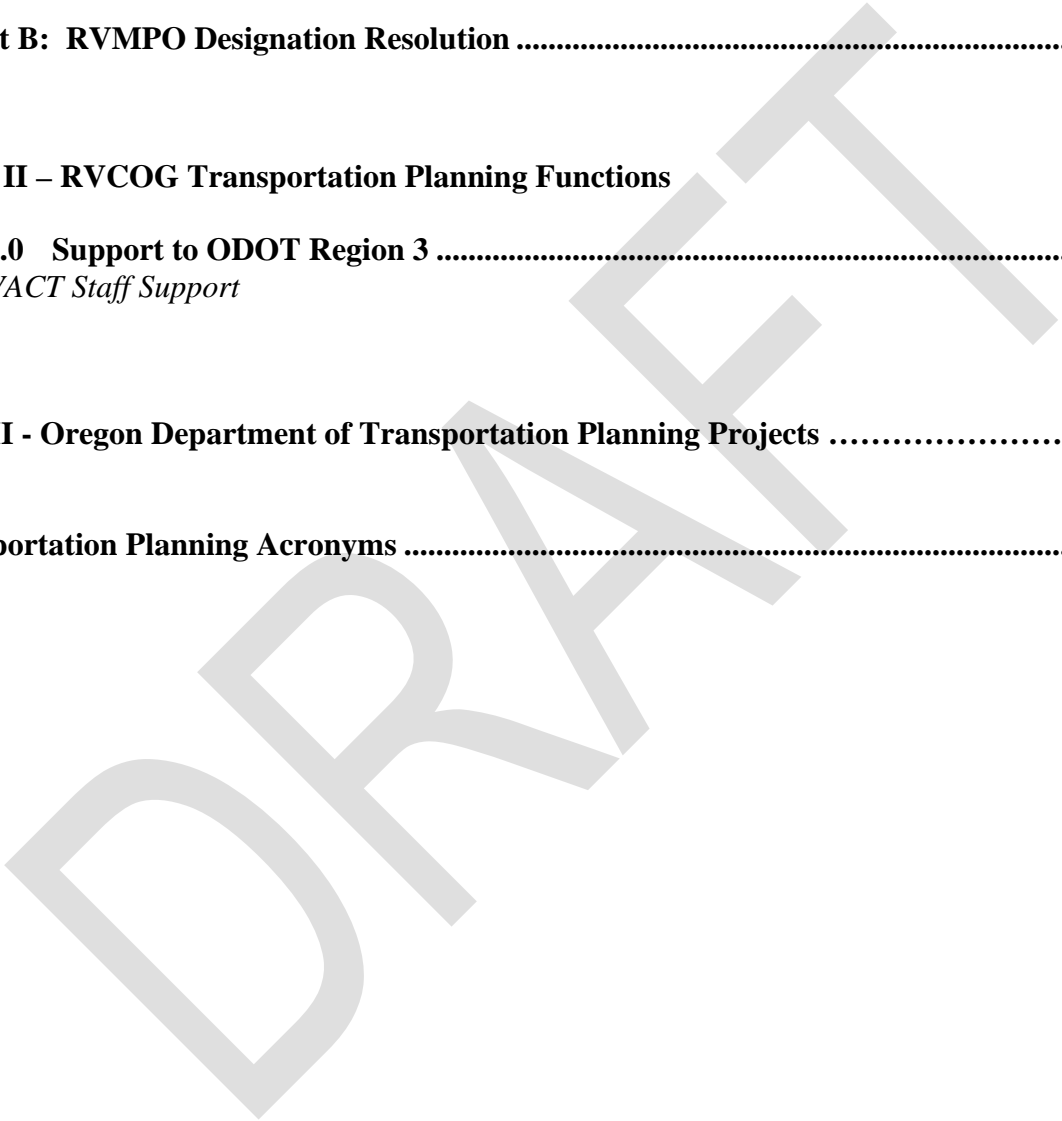 t B: RVMPO Designation Resolution ..........................................................................................
II – RVCOG Transportation Planning Functions
.0 Support to ODOT Region 3 ..........................................................................................
ACT Staff Support
I - Oregon Department of Transportation Planning Projects ……………………
portation Planning Acronyms ..........................................................................................
DRAFT